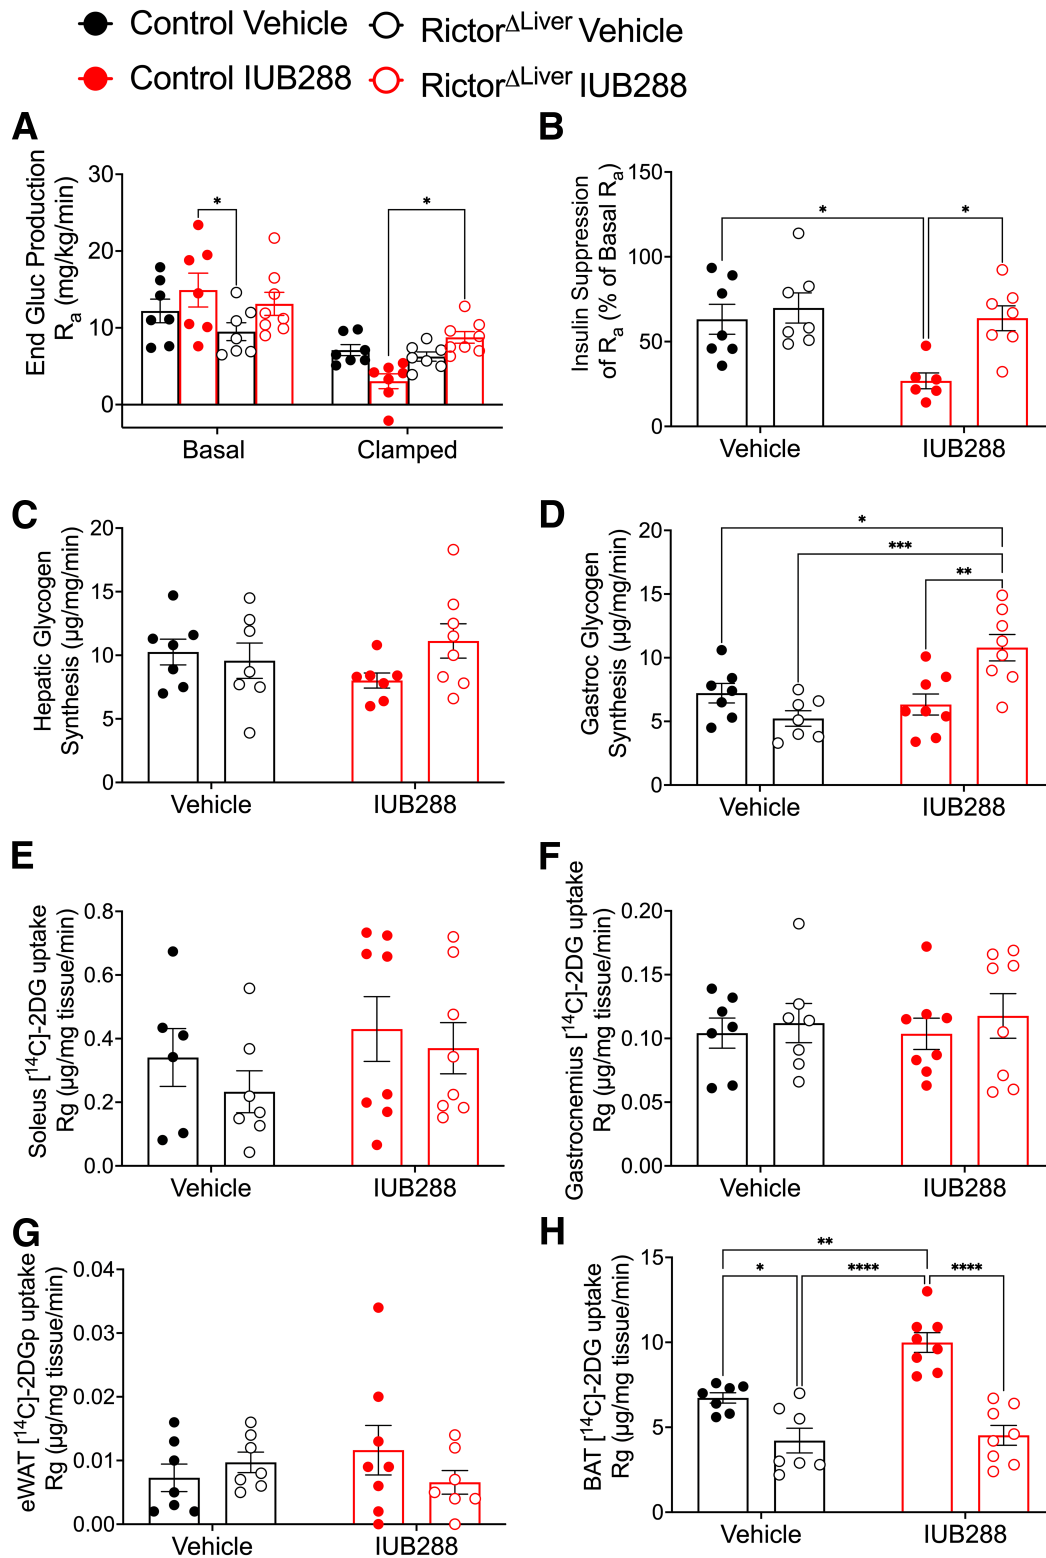 Control Vehicle Rictor^ΔLiver Vehicle
Control IUB288 Rictor^ΔLiver IUB288
A
End Gluc Production
Rₐ (mg/kg/min)
30
20
10
0
*
*
Basal Clamped
B
Insulin Suppression
of Rₐ (% of Basal Rₐ)
150
100
50
0
*
*
Vehicle IUB288
C
Hepatic Glycogen
Synthesis (µg/mg/min)
20
15
10
5
0
Vehicle IUB288
D
Gastroc Glycogen
Synthesis (µg/mg/min)
20
15
10
5
0
*
***
**
Vehicle IUB288
E
Soleus [¹⁴C]-2DG uptake
Rg (µg/mg tissue/min)
0.8
0.6
0.4
0.2
0.0
Vehicle IUB288
F
Gastrocnemius [¹⁴C]-2DG uptake
Rg (µg/mg tissue/min)
0.20
0.15
0.10
0.05
0.00
Vehicle IUB288
G
eWAT [¹⁴C]-2DGp uptake
Rg (µg/mg tissue/min)
0.04
0.03
0.02
0.01
0.00
Vehicle IUB288
H
BAT [¹⁴C]-2DG uptake
Rg (µg/mg tissue/min)
15
10
5
0
**
* **** ****
Vehicle IUB288